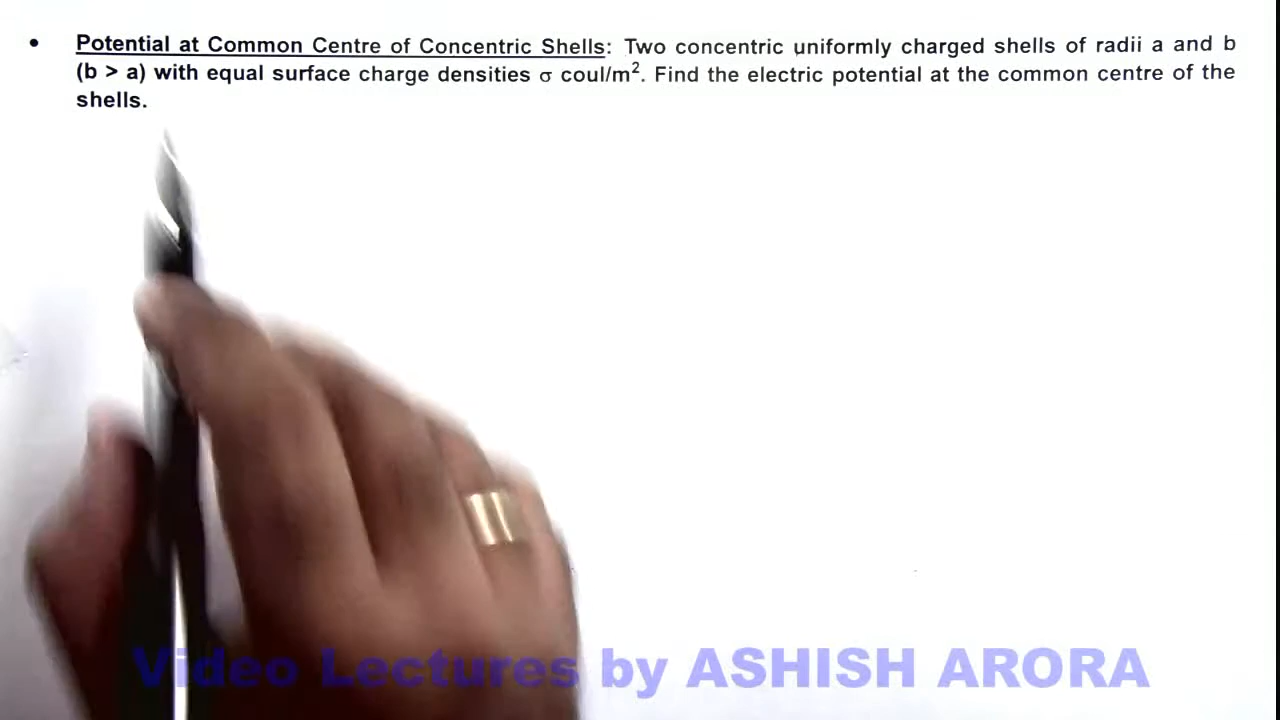 • Potential at Common Centre of Concentric Shells: Two concentric uniformly charged shells of radii a and b
(b > a) with equal surface charge densities σ coul/m². Find the electric potential at the common centre of the
shells.
Video Lectures by ASHISH ARORA